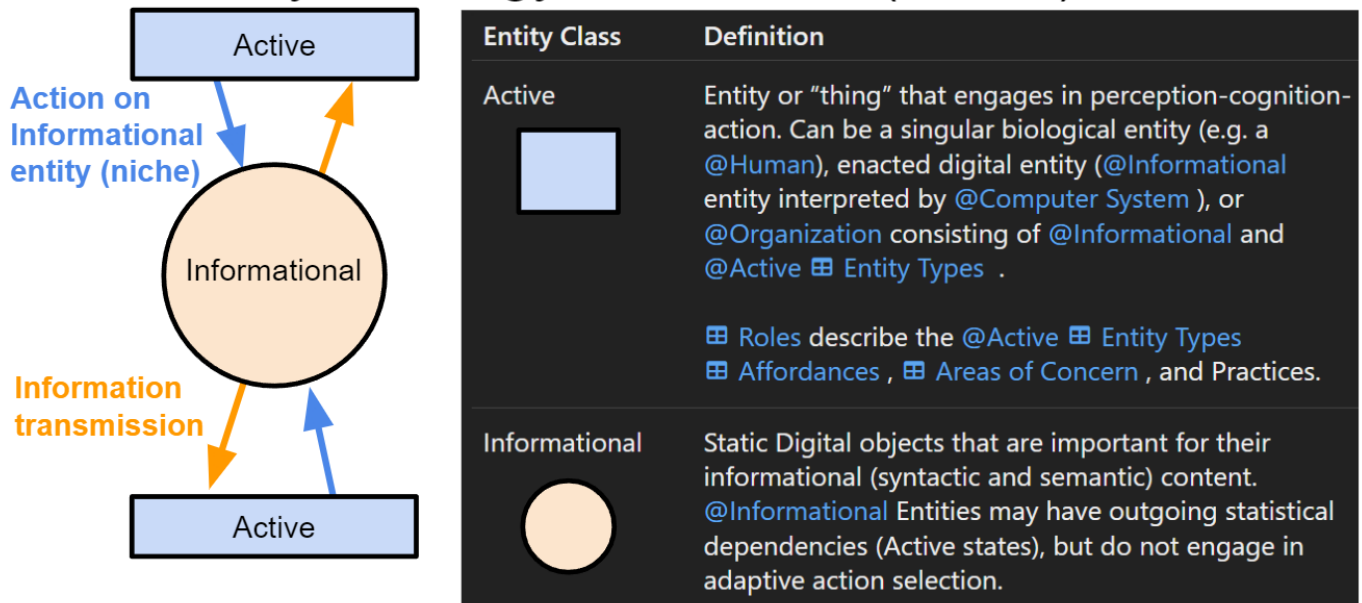 Active
Action on
Informational
entity (niche)
Informational
Information
transmission
Active
Entity Class Definition
Active Entity or “thing” that engages in perception-cognition-
action. Can be a singular biological entity (e.g. a
@Human), enacted digital entity (@Informational
entity interpreted by @Computer System ), or
@Organization consisting of @Informational and
@Active Entity Types .
Roles describe the @Active Entity Types
Affordances , Areas of Concern , and Practices.
Informational Static Digital objects that are important for their
informational (syntactic and semantic) content.
@Informational Entities may have outgoing statistical
dependencies (Active states), but do not engage in
adaptive action selection.